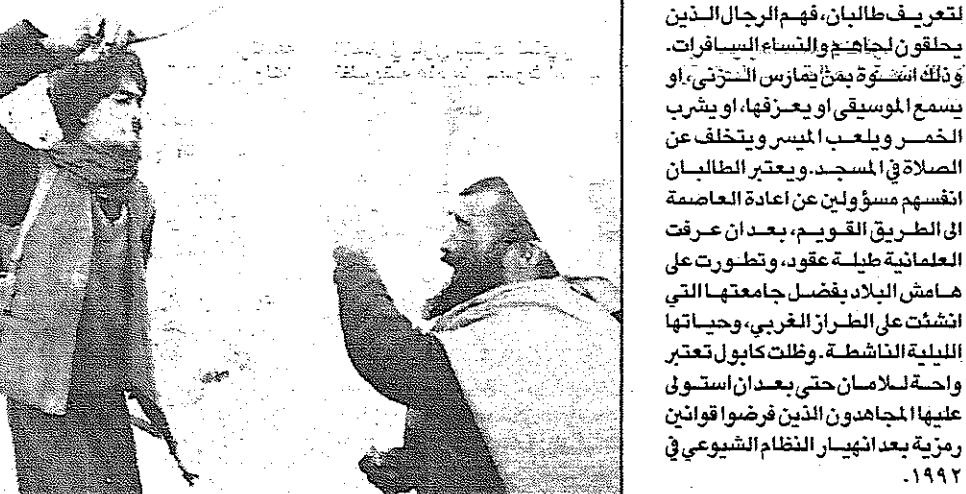 لتعريف طالبان، فهم الرجال الذين
يحلقون لحاهم والنساء السافرات.
وذلك اسوة بمن يمارس الزنى، او
يسمع الموسيقى او يعزفها، او يشرب
الخمر ويلعب الميسر ويتخلف عن
الصلاة في المسجد. ويعتبر الطالبان
انفسهم مسؤولين عن اعادة العاصمة
الى الطريق القويم، بعد ان عرفت
العلمانية طيلة عقود، وتطورت على
هامش البلاد بفضل جامعتها التي
انشئت على الطراز الغربي، وحياتها
الليلية الناشطة. وظلت كابول تعتبر
واحة للامان حتى بعد ان استولى
عليها المجاهدون الذين فرضوا قوانين
رمزية بعد انهيار النظام الشيوعي في
١٩٩٢.